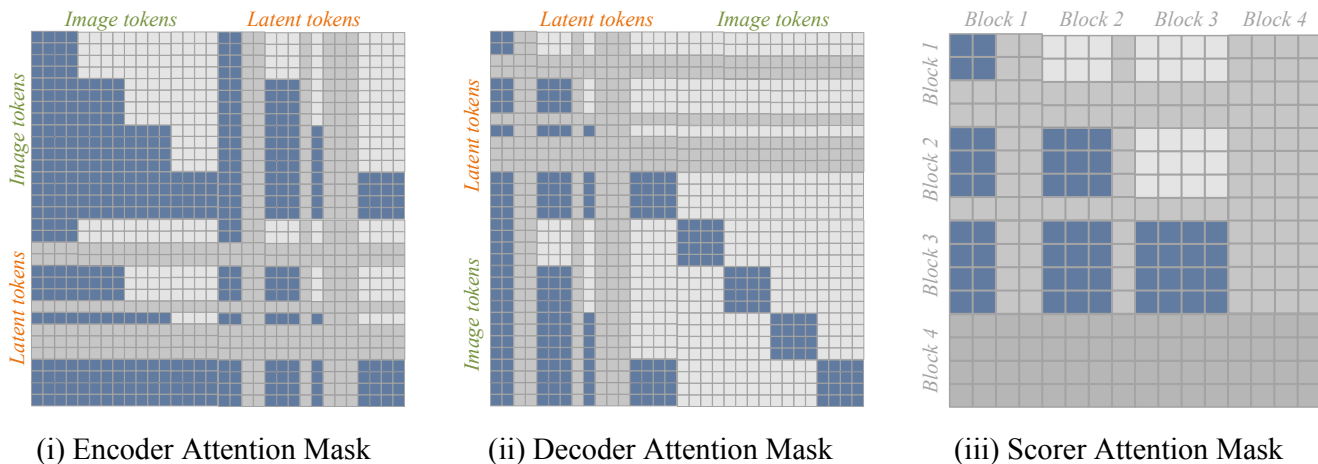 Image tokens Latent tokens
Image tokens
Latent tokens
(i) Encoder Attention Mask
Latent tokens Image tokens
Latent tokens
Image tokens
(ii) Decoder Attention Mask
Block 1 Block 2 Block 3 Block 4
Block 1
Block 2
Block 3
Block 4
(iii) Scorer Attention Mask